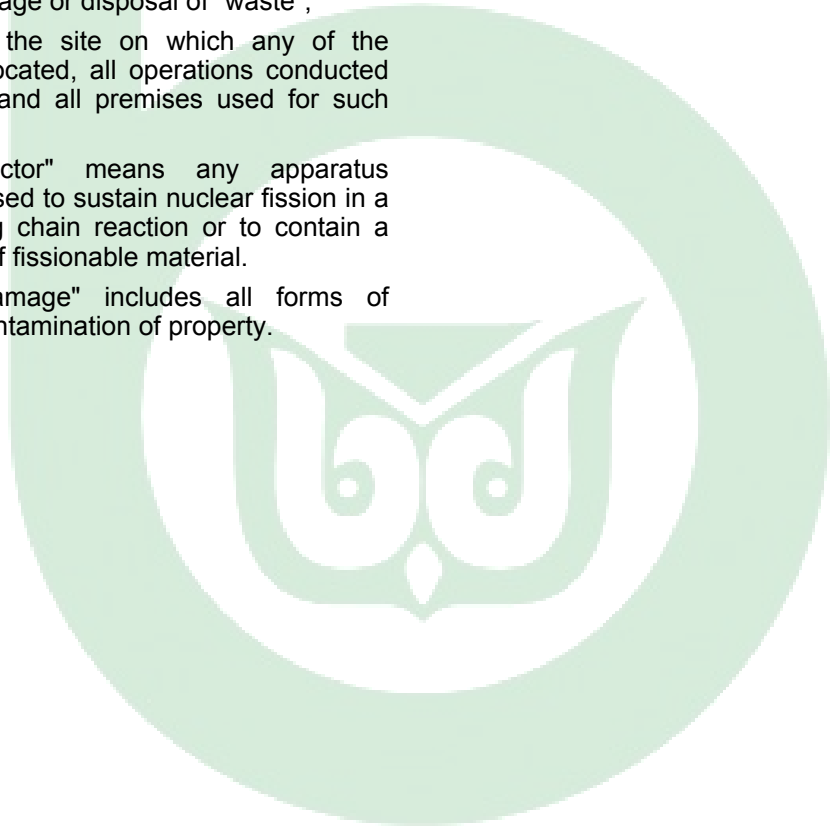 age or disposal of "waste";
the site on which any of the
ocated, all operations conducted
and all premises used for such
ctor" means any apparatus
sed to sustain nuclear fission in a
g chain reaction or to contain a
f fissionable material.
amage" includes all forms of
ntamination of property.